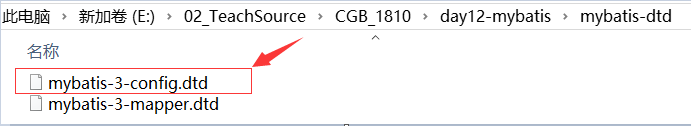 此电脑 › 新加卷 (E:) › 02_TeachSource › CGB_1810 › day12-mybatis › mybatis-dtd
名称
mybatis-3-config.dtd
mybatis-3-mapper.dtd